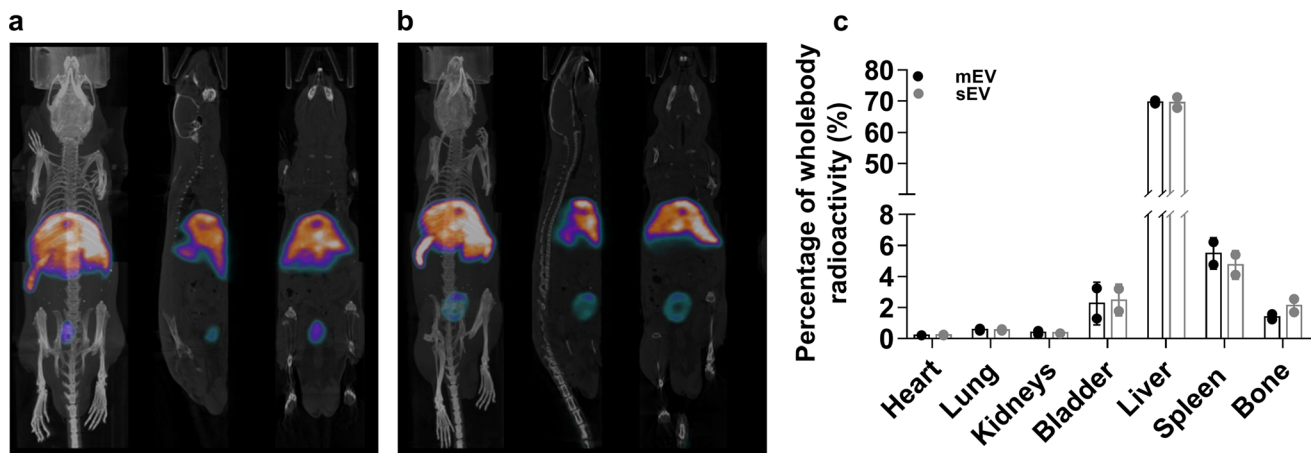 a
b
c
Percentage of wholebody
radioactivity (%)
80
70
60
50
8
6
4
2
0
mEV
sEV
Heart
Lung
Kidneys
Bladder
Liver
Spleen
Bone